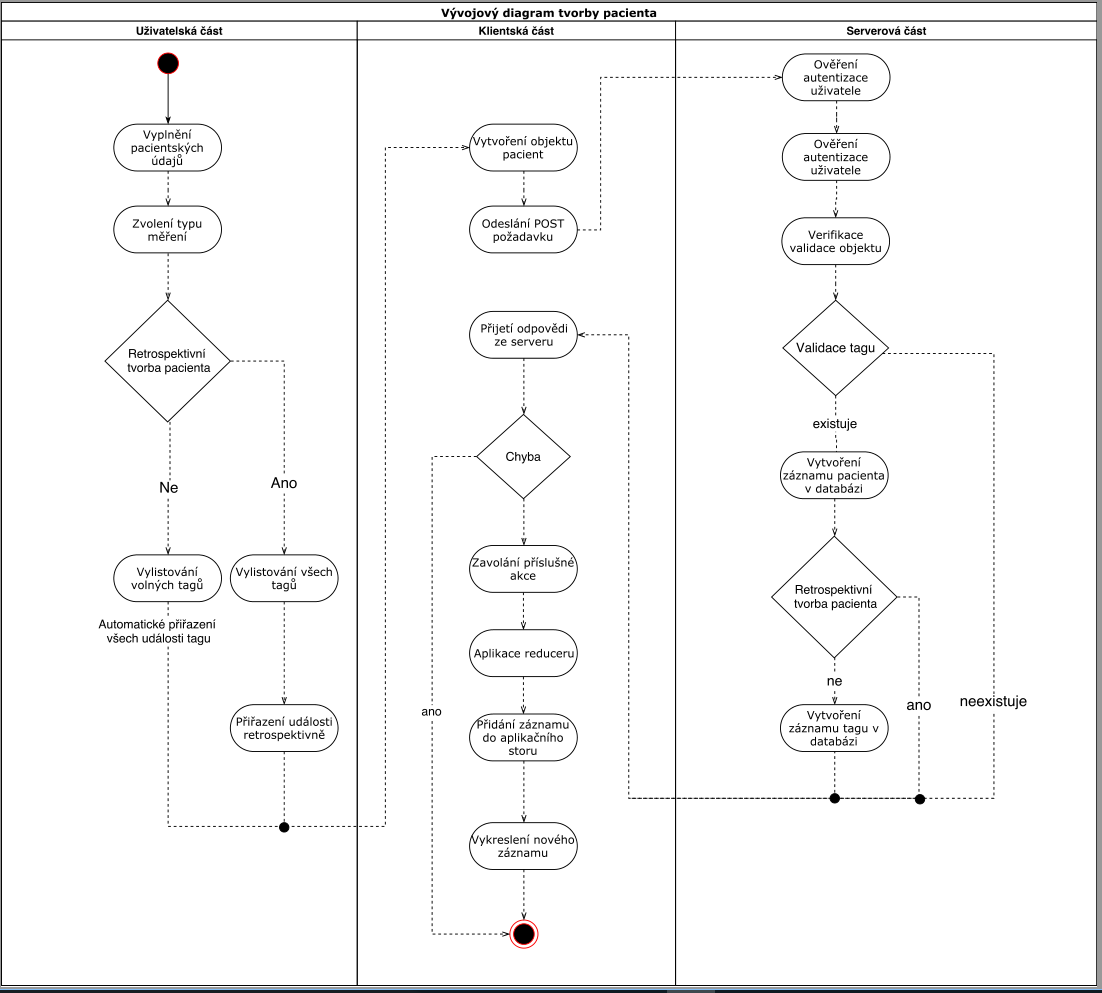 Vývojový diagram tvorby pacienta
Uživatelská část
Klientská část
Serverová část
Vyplnění
pacientských
údajů
Zvolení typu
měření
Retrospektivní
tvorba pacienta
Ne
Ano
Vylistování
volných tagů
Vylistování všech
tagů
Automatické přiřazení
všech události tagu
Přiřazení události
retrospektivně
Vytvoření objektu
pacient
Odeslání POST
požadavku
Přijetí odpovědi
ze serveru
Chyba
Zavolání příslušné
akce
Aplikace reduceru
ano
Přidání záznamu
do aplikačního
storu
Vykreslení nového
záznamu
Ověření
autentizace
uživatele
Ověření
autentizace
uživatele
Verifikace
validace objektu
Validace tagu
existuje
Vytvoření
záznamu pacienta
v databázi
Retrospektivní
tvorba pacienta
ne
ano
neexistuje
Vytvoření
záznamu tagu v
databázi